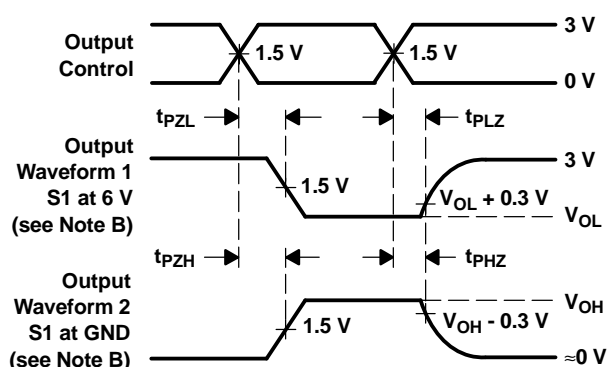 Output
Control
1.5 V
1.5 V
3 V
0 V
tPZL
tPLZ
Output
Waveform 1
S1 at 6 V
(see Note B)
1.5 V
3 V
VOL + 0.3 V
VOL
tPZH
tPHZ
Output
Waveform 2
S1 at GND
(see Note B)
1.5 V
VOH
VOH - 0.3 V
≈0 V